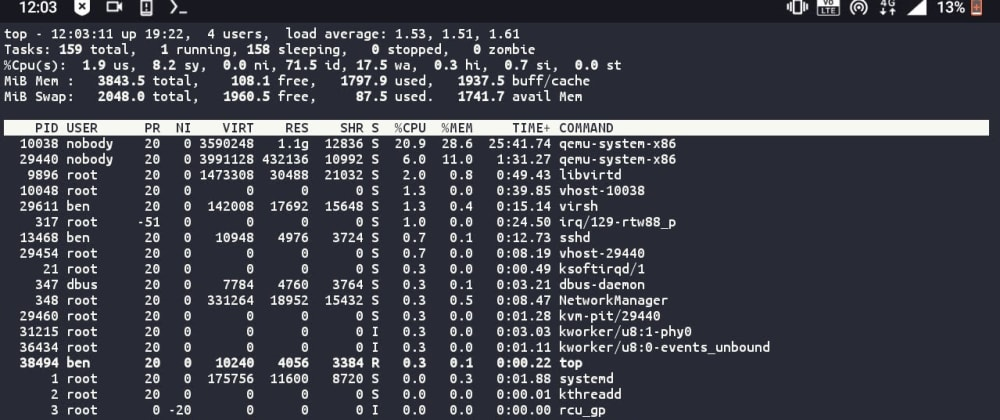 12:03 VO LTE 4G 13%
top - 12:03:11 up 19:22, 4 users, load average: 1.53, 1.51, 1.61
Tasks: 159 total, 1 running, 158 sleeping, 0 stopped, 0 zombie
%Cpu(s): 1.9 us, 8.2 sy, 0.0 ni, 71.5 id, 17.5 wa, 0.3 hi, 0.7 si, 0.0 st
MiB Mem : 3843.5 total, 108.1 free, 1797.9 used, 1937.5 buff/cache
MiB Swap: 2048.0 total, 1960.5 free, 87.5 used. 1741.7 avail Mem
PID USER PR NI VIRT RES SHR S %CPU %MEM TIME+ COMMAND
10038 nobody 20 0 3590248 1.1g 12836 S 20.9 28.6 25:41.74 qemu-system-x86
29440 nobody 20 0 3991128 432136 10992 S 6.0 11.0 1:31.27 qemu-system-x86
9896 root 20 0 1473308 30488 21032 S 2.0 0.8 0:49.43 libvirtd
10048 root 20 0 0 0 0 S 1.3 0.0 0:39.85 vhost-10038
29611 ben 20 0 142008 17692 15648 S 1.3 0.4 0:15.14 virsh
317 root -51 0 0 0 0 S 1.0 0.0 0:24.50 irq/129-rtw88_p
13468 ben 20 0 10948 4976 3724 S 0.7 0.1 0:12.73 sshd
29454 root 20 0 0 0 0 S 0.7 0.0 0:08.19 vhost-29440
21 root 20 0 0 0 0 S 0.3 0.0 0:00.49 ksoftirqd/1
347 dbus 20 0 7784 4760 3764 S 0.3 0.1 0:03.21 dbus-daemon
348 root 20 0 331264 18952 15432 S 0.3 0.5 0:08.47 NetworkManager
29460 root 20 0 0 0 0 S 0.3 0.0 0:01.28 kvm-pit/29440
31215 root 20 0 0 0 0 I 0.3 0.0 0:03.03 kworker/u8:1-phy0
36434 root 20 0 0 0 0 I 0.3 0.0 0:01.11 kworker/u8:0-events_unbound
38494 ben 20 0 10240 4056 3384 R 0.3 0.1 0:00.22 top
1 root 20 0 175756 11600 8720 S 0.0 0.3 0:01.88 systemd
2 root 20 0 0 0 0 S 0.0 0.0 0:00.01 kthreadd
3 root 0 -20 0 0 0 I 0.0 0.0 0:00.00 rcu_gp